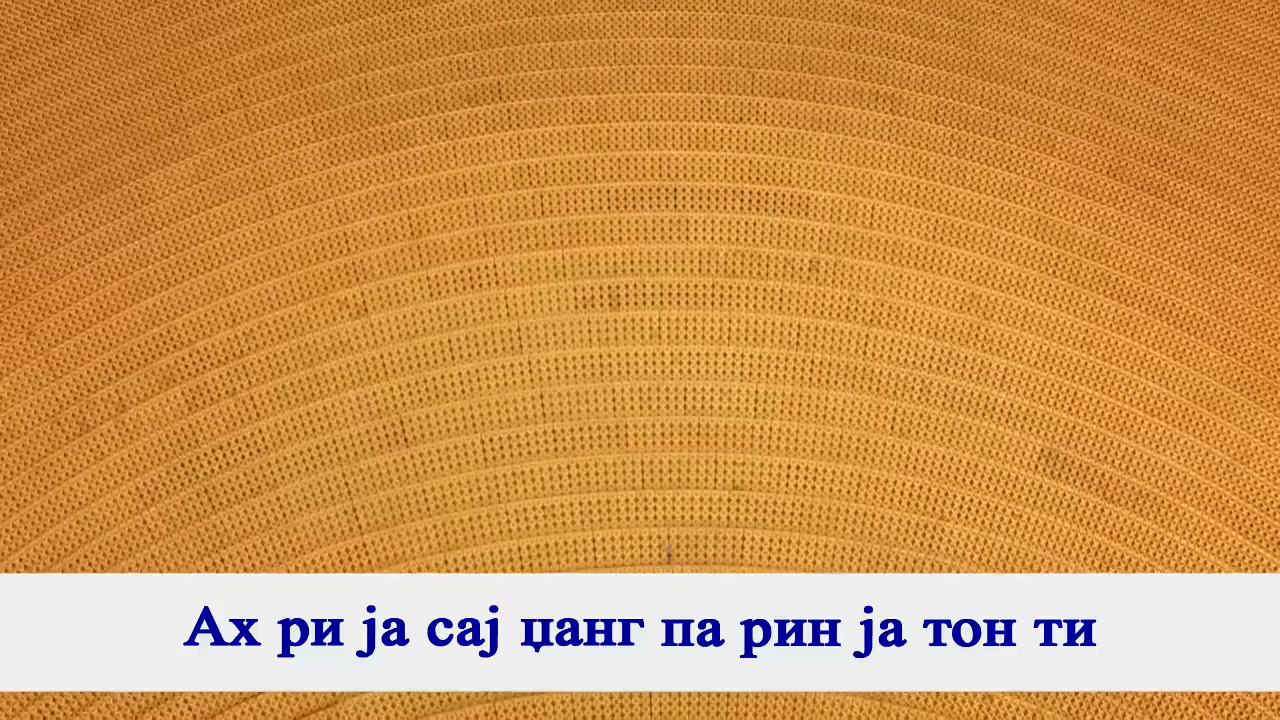 Ах ри ја сај џанг па рин ја тон ти